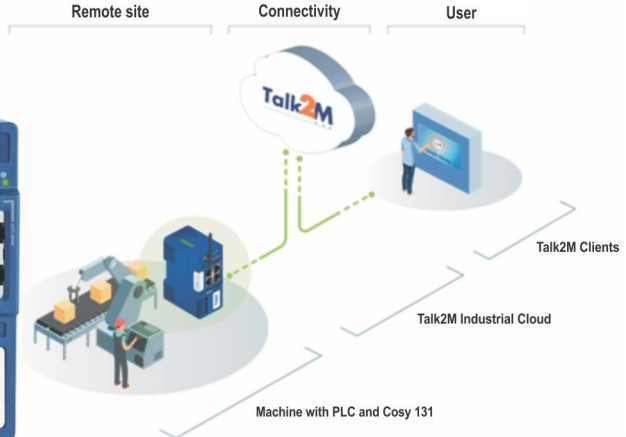 Remote site
Connectivity
User
Talk2M
Talk2M Clients
Talk2M Industrial Cloud
Machine with PLC and Cosy 131